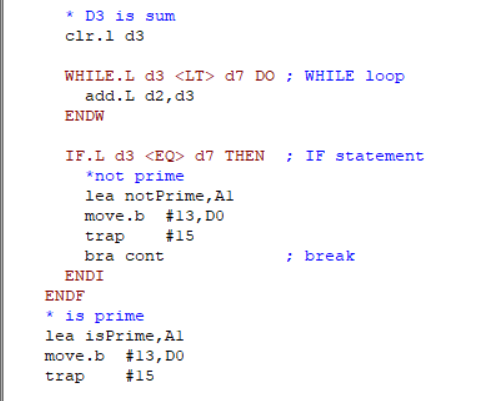 * D3 is sum
clr.l d3
WHILE.L d3 <LT> d7 DO ; WHILE loop
add.L d2,d3
ENDW
IF.L d3 <EQ> d7 THEN ; IF statement
*not prime
lea notPrime,A1
move.b #13,D0
trap #15
bra cont ; break
ENDI
ENDF
* is prime
lea isPrime,A1
move.b #13,D0
trap #15